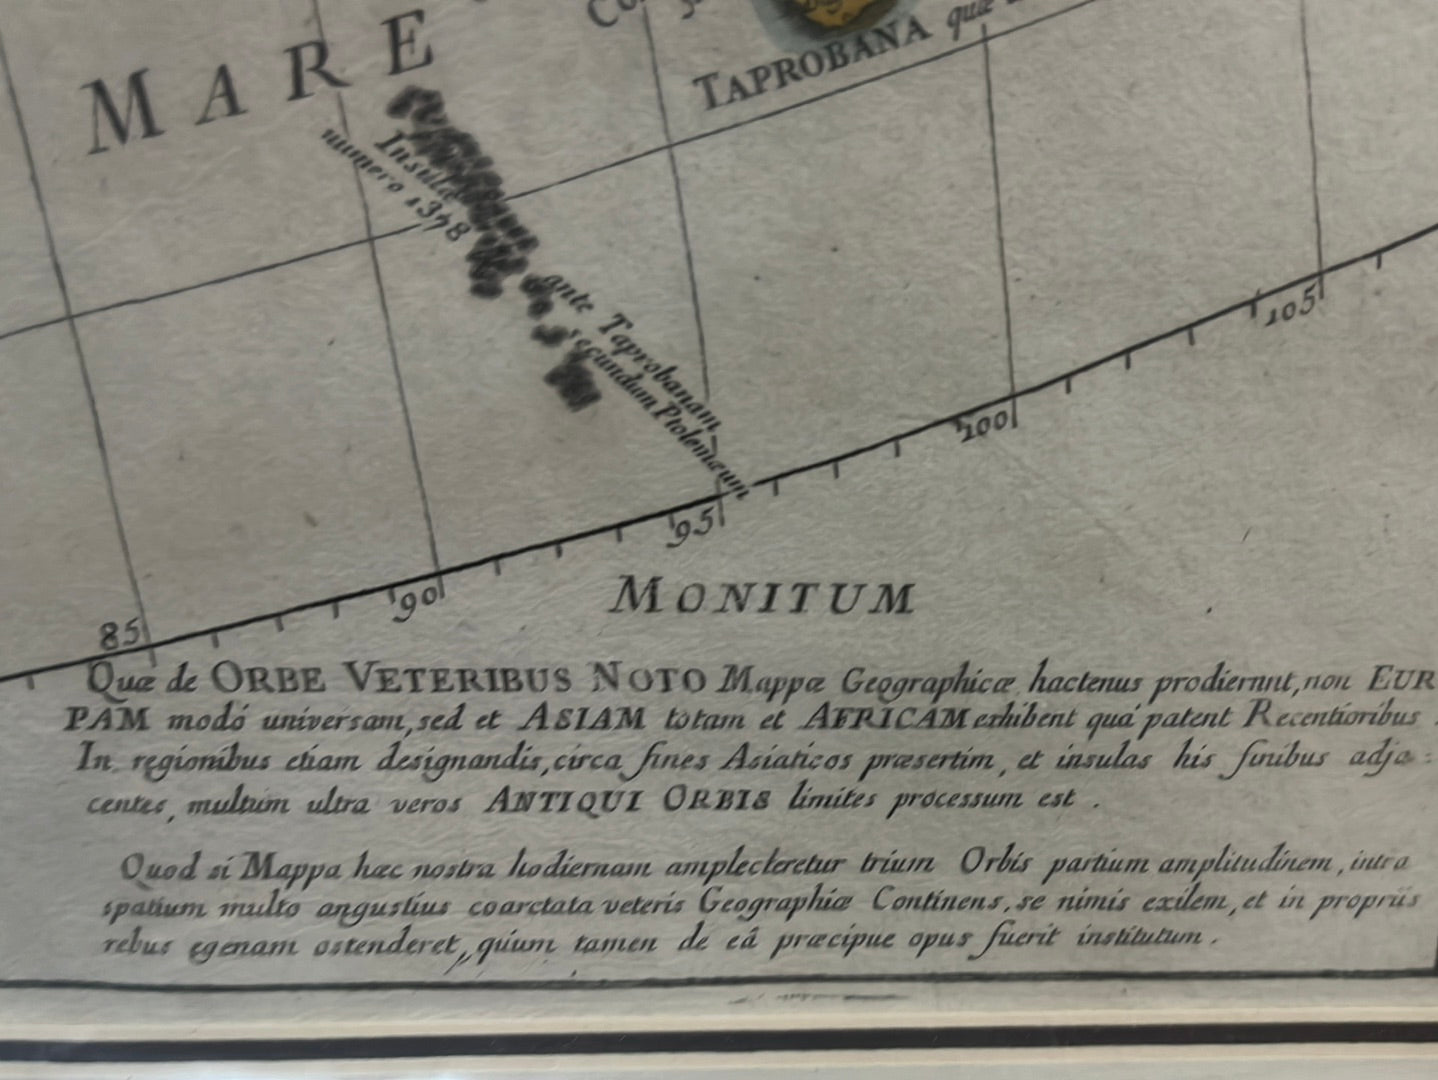 MARE
TAPROBANA quæ
Insulæ
numero 1378
ante Taprobanam
secundum Ptolemæum
85
90
95
100
105
MONITUM
Quæ de ORBE VETERIBUS NOTO Mappæ Geographicæ hactenus prodierunt, non EUR
PAM modó universam, sed et ASIAM totam et AFRICAM exhibent quá patent Recentioribus.
In regionibus etiam designandis, circa fines Asiaticos præsertim, et insulas his finibus adja=
centes, multùm ultra veros ANTIQUI ORBIS limites processum est.
Quod si Mappa hæc nostra hodiernam amplecteretur trium Orbis partium amplitudinem, intra
spatium multo angustius coarctata veteris Geographiæ Continens, se nimis exilem, et in propriis
rebus egenam ostenderet, quum tamen de eâ præcipue opus fuerit institutum.